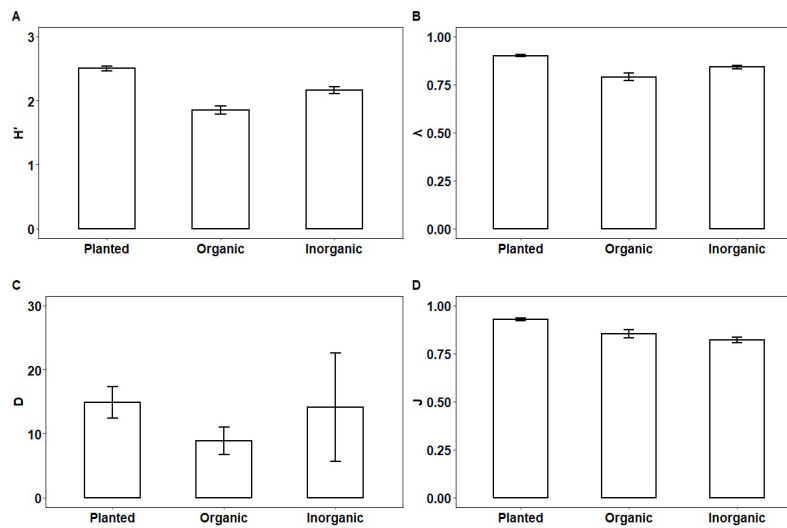 A
3
2
1
0
H'
Planted Organic Inorganic
B
1.00
0.75
0.50
0.25
0.00
λ
Planted Organic Inorganic
C
30
20
10
0
D
Planted Organic Inorganic
D
1.00
0.75
0.50
0.25
0.00
J
Planted Organic Inorganic